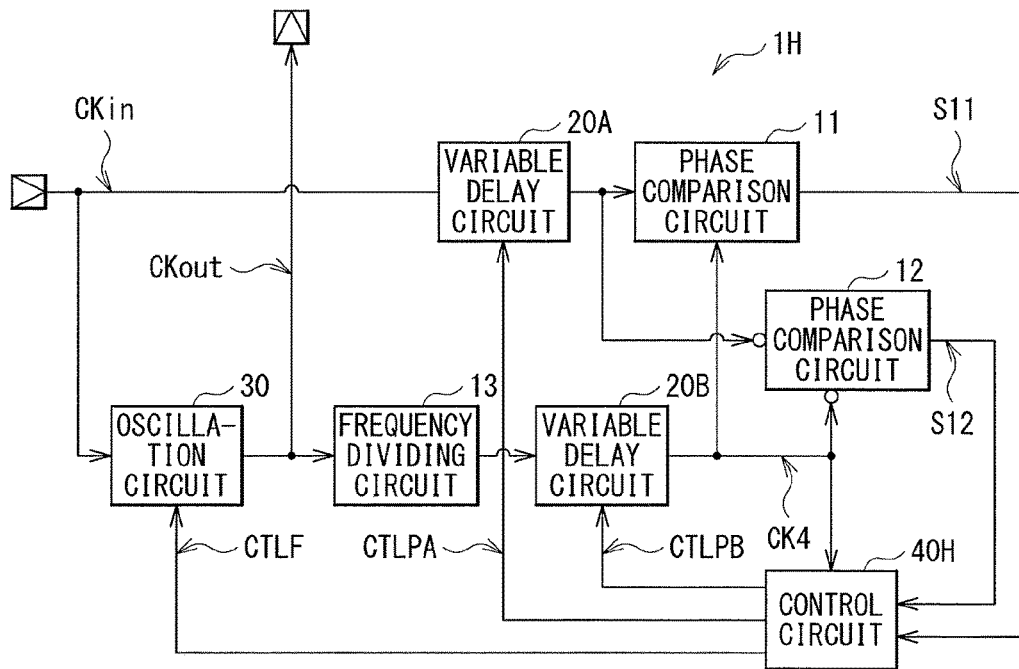 1H
CKin
20A
11
S11
VARIABLE
DELAY
CIRCUIT
PHASE
COMPARISON
CIRCUIT
CKout
12
PHASE
COMPARISON
CIRCUIT
S12
30
13
20B
OSCILLA-
TION
CIRCUIT
FREQUENCY
DIVIDING
CIRCUIT
VARIABLE
DELAY
CIRCUIT
CTLF
CTLPA
CTLPB
CK4
40H
CONTROL
CIRCUIT